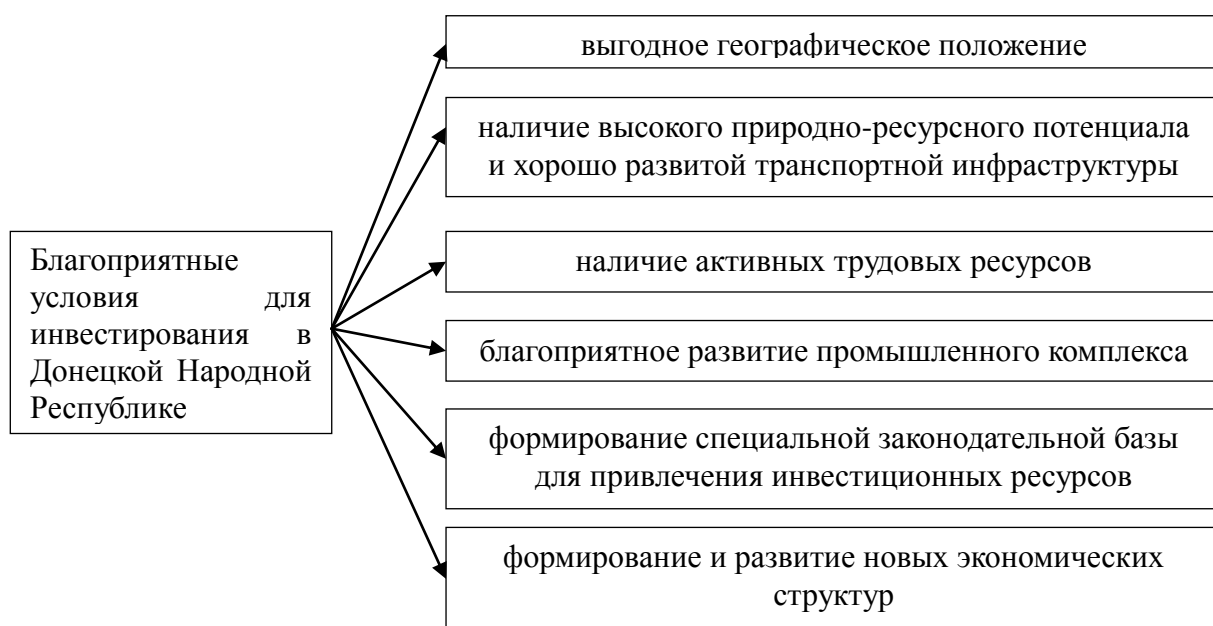 Благоприятные
условия для
инвестирования в
Донецкой Народной
Республике
выгодное географическое положение
наличие высокого природно-ресурсного потенциала
и хорошо развитой транспортной инфраструктуры
наличие активных трудовых ресурсов
благоприятное развитие промышленного комплекса
формирование специальной законодательной базы
для привлечения инвестиционных ресурсов
формирование и развитие новых экономических
структур